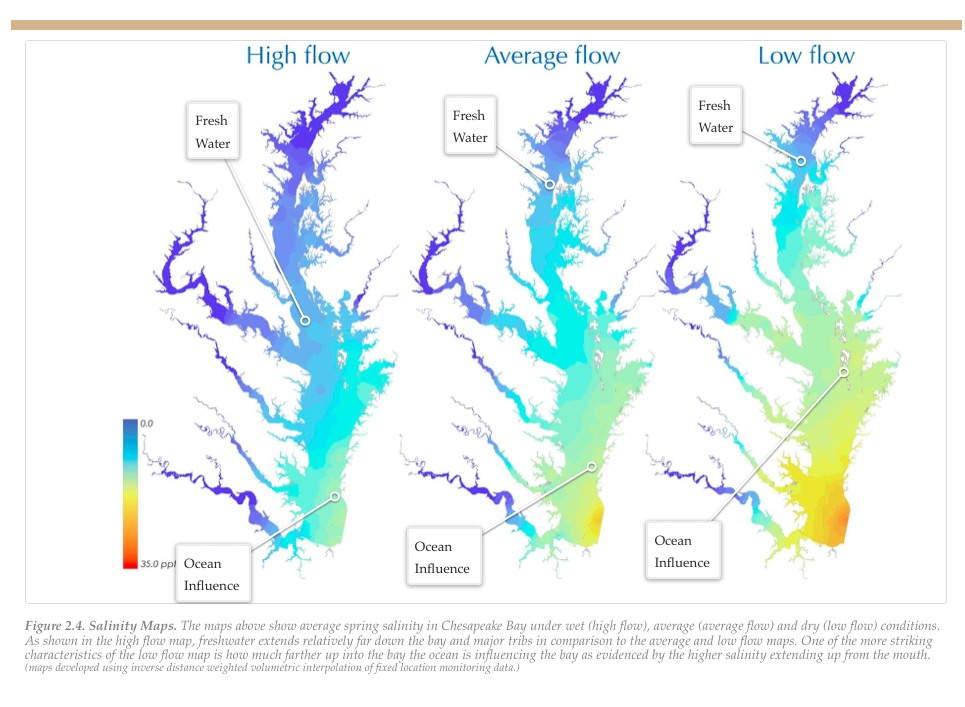 High flow
Average flow
Low flow
Fresh
Water
Fresh
Water
Fresh
Water
0.0
35.0 ppt
Ocean
Influence
Ocean
Influence
Ocean
Influence
Figure 2.4. Salinity Maps. The maps above show average spring salinity in Chesapeake Bay under wet (high flow), average (average flow) and dry (low flow) conditions.
As shown in the high flow map, freshwater extends relatively far down the bay and major tribs in comparison to the average and low flow maps. One of the more striking
characteristics of the low flow map is how much farther up into the bay the ocean is influencing the bay as evidenced by the higher salinity extending up from the mouth.
(maps developed using inverse distance weighted volumetric interpolation of fixed location monitoring data.)